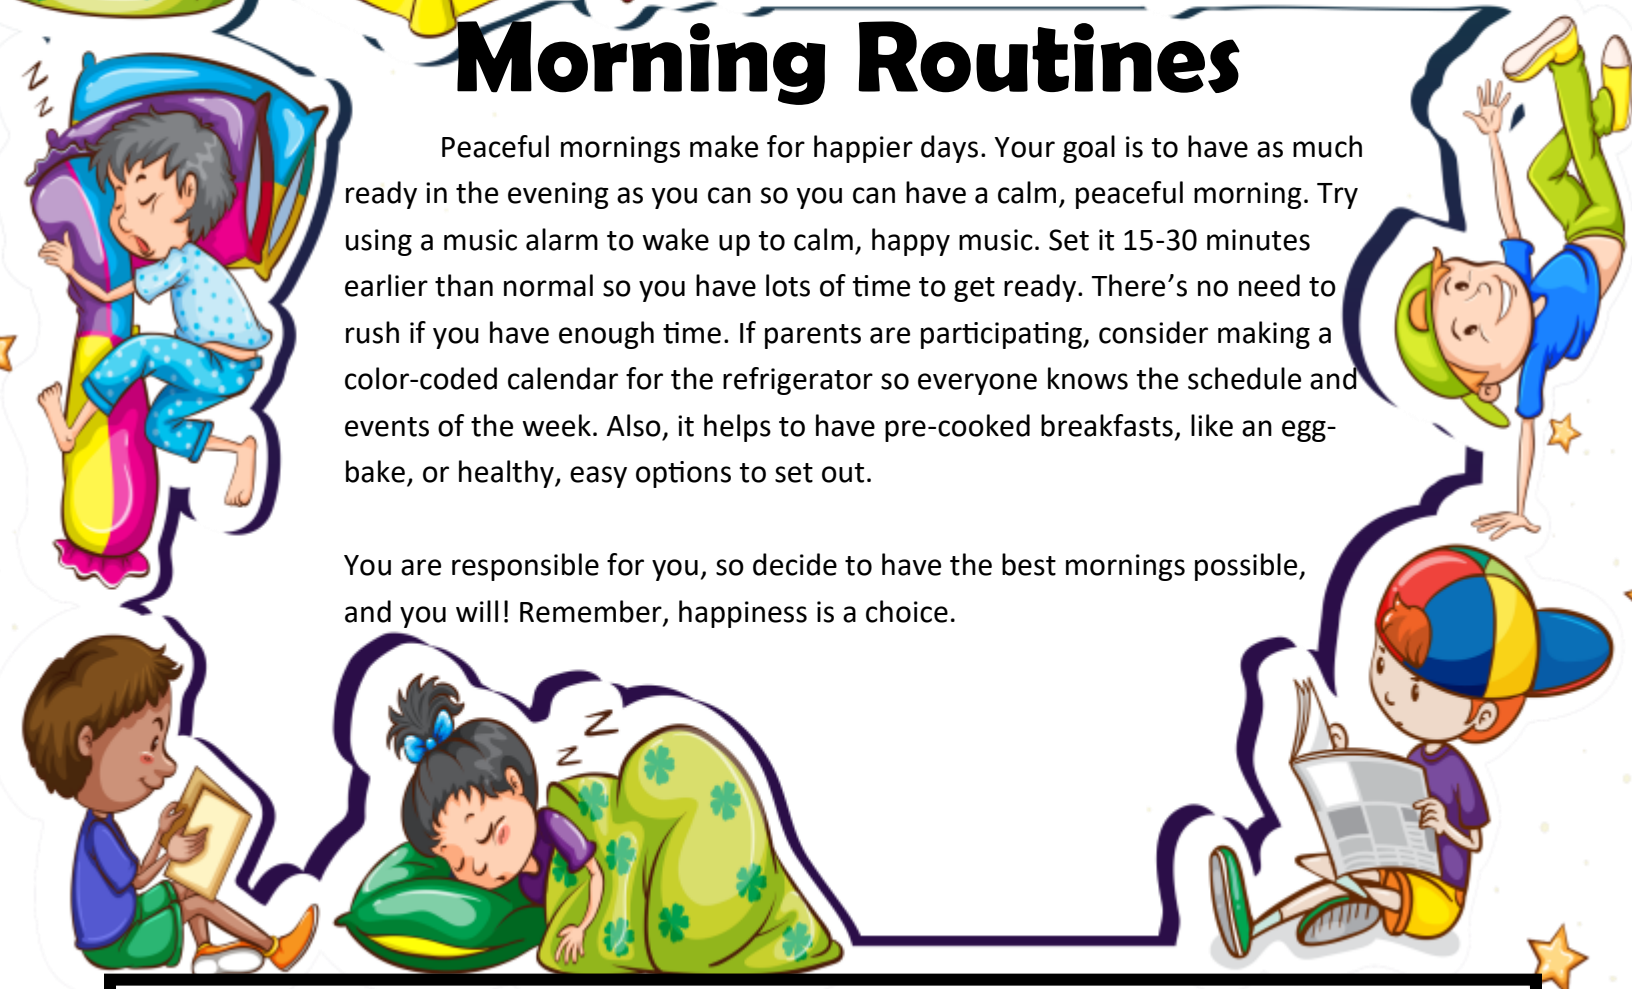 Morning Routines
Peaceful mornings make for happier days. Your goal is to have as much
ready in the evening as you can so you can have a calm, peaceful morning. Try
using a music alarm to wake up to calm, happy music. Set it 15-30 minutes
earlier than normal so you have lots of time to get ready. There’s no need to
rush if you have enough time. If parents are participating, consider making a
color-coded calendar for the refrigerator so everyone knows the schedule and
events of the week. Also, it helps to have pre-cooked breakfasts, like an egg-
bake, or healthy, easy options to set out.
You are responsible for you, so decide to have the best mornings possible,
and you will! Remember, happiness is a choice.
Z
Z
Z
Z